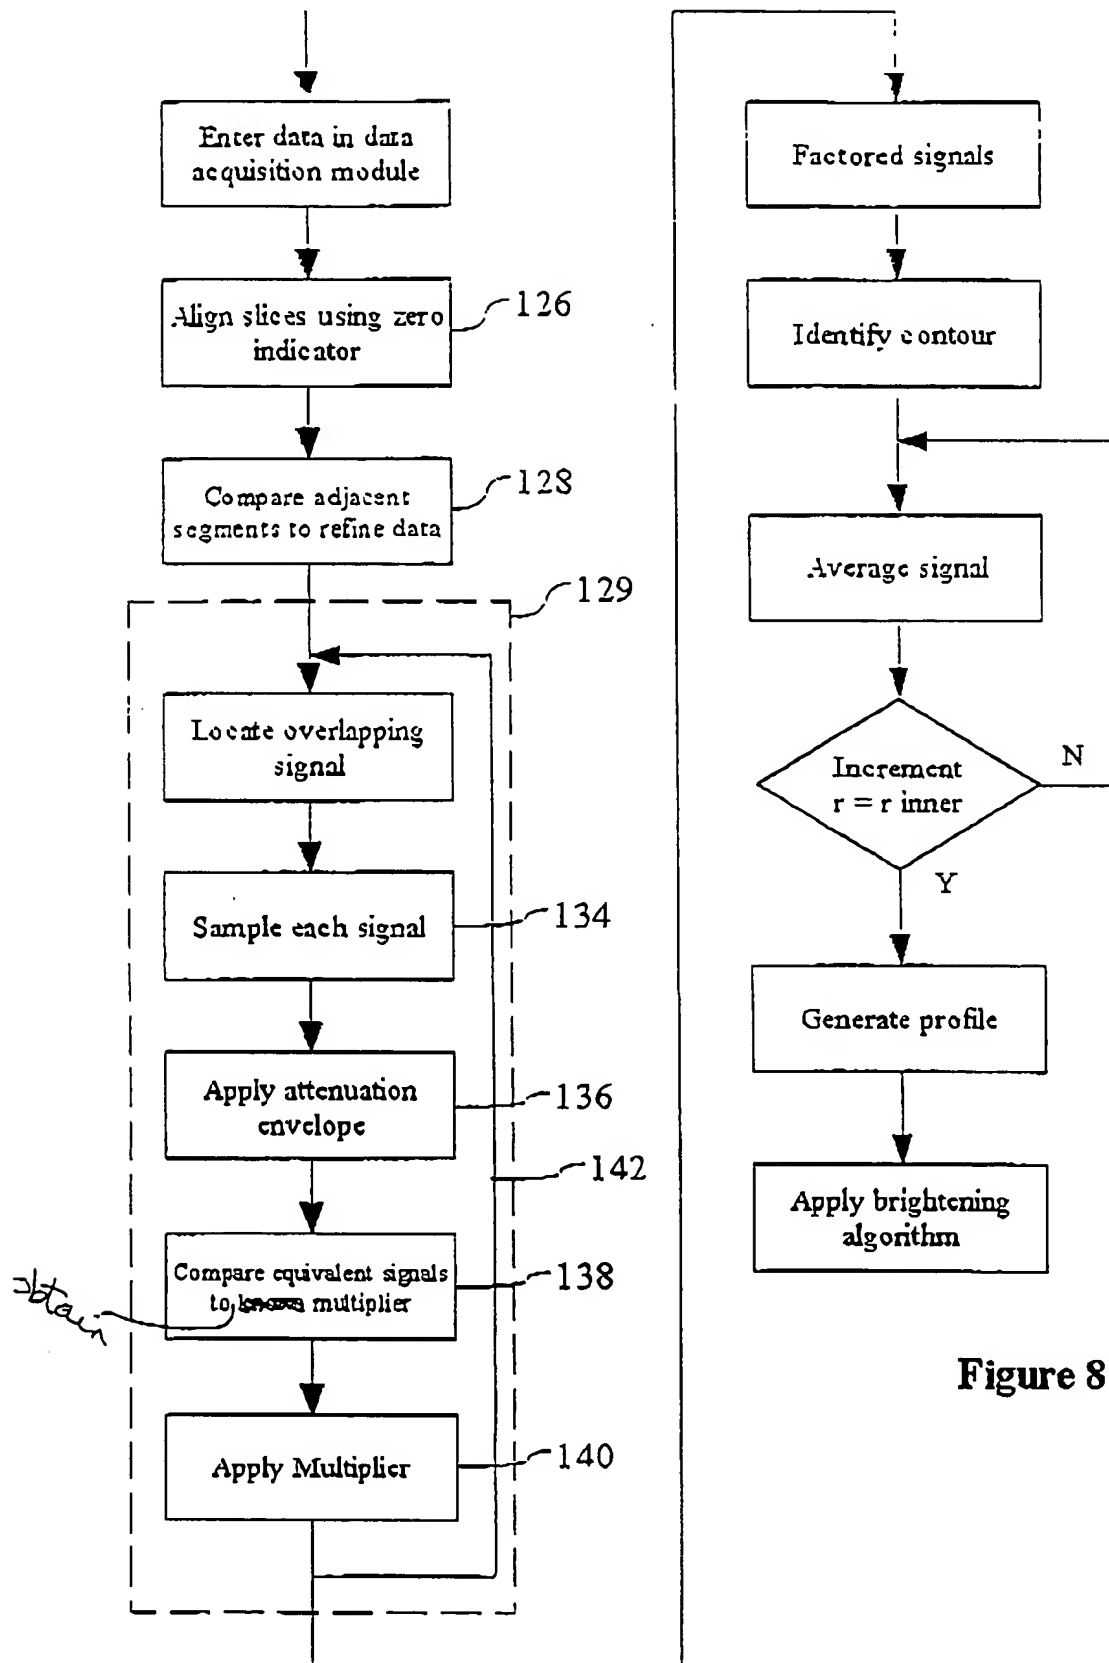 Enter data in data
acquisition module
Align slices using zero
indicator
126
Compare adjacent
segments to refine data
128
129
Locate overlapping
signal
Sample each signal
134
Apply attenuation
envelope
136
142
Compare equivalent signals
to known multiplier
138
obtain
Apply Multiplier
140
Factored signals
Identify contour
Average signal
Increment
r = r inner
N
Y
Generate profile
Apply brightening
algorithm
Figure 8